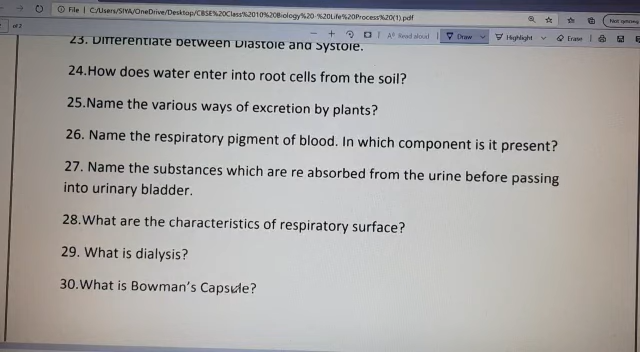 File | C:/Users/SIYA/OneDrive/Desktop/CBSE%20Class%2010%20Biology%20-%20Life%20Process%20(1).pdf
of 2
Read aloud
Draw
Highlight
Erase
23. Differentiate between Diastole and Systole.
24.How does water enter into root cells from the soil?
25.Name the various ways of excretion by plants?
26. Name the respiratory pigment of blood. In which component is it present?
27. Name the substances which are re absorbed from the urine before passing
into urinary bladder.
28.What are the characteristics of respiratory surface?
29. What is dialysis?
30.What is Bowman's Capsule?